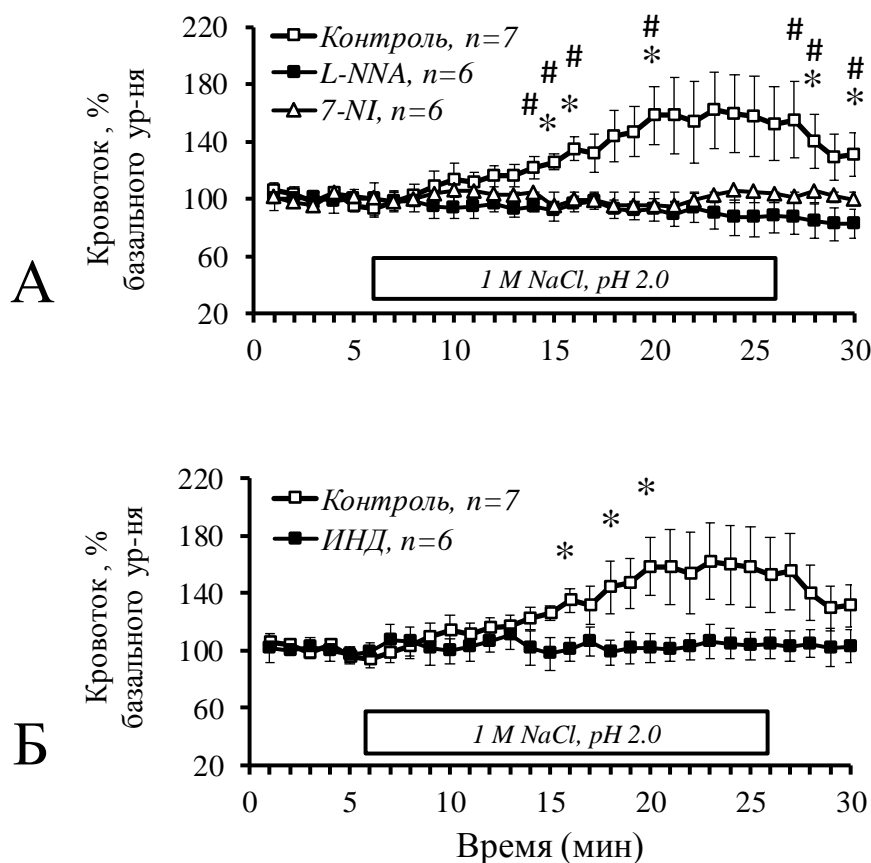 А
Кровоток , %
базального ур-ня
220
180
140
100
60
20
Контроль, n=7
L-NNA, n=6
7-NI, n=6
# # # # # # #
* * * * *
1 M NaCl, pH 2.0
0 5 10 15 20 25 30
Б
Кровоток , %
базального ур-ня
220
180
140
100
60
20
Контроль, n=7
ИНД, n=6
* * *
1 M NaCl, pH 2.0
0 5 10 15 20 25 30
Время (мин)